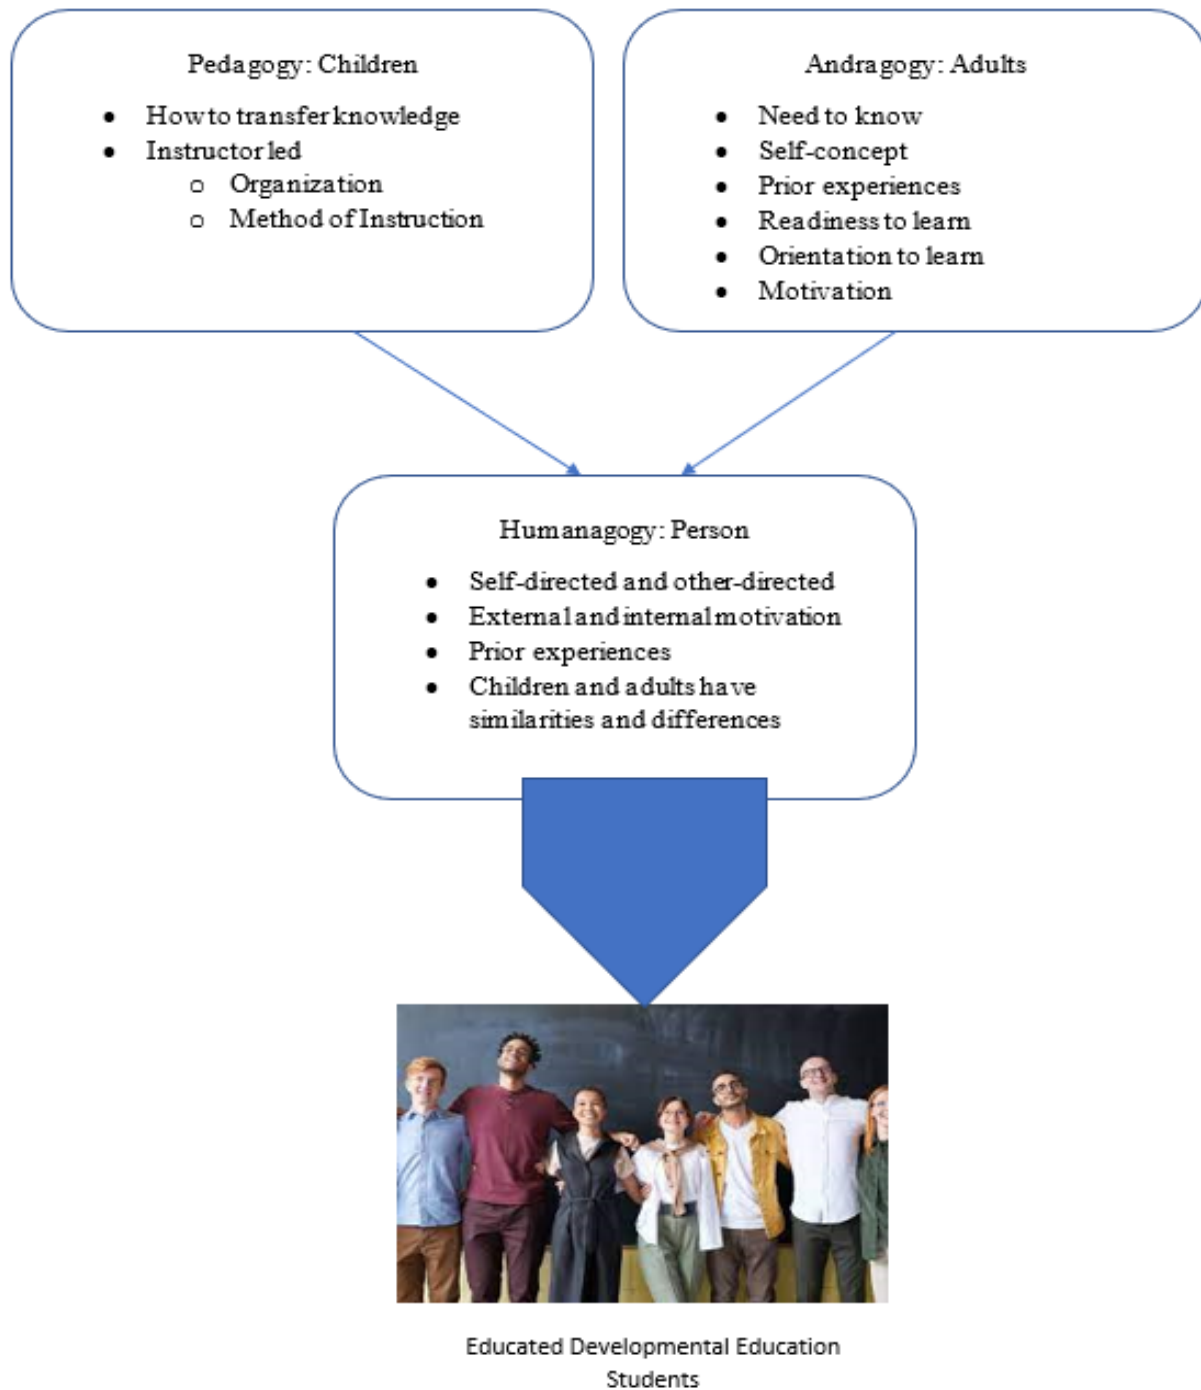 Pedagogy: Children
● How to transfer knowledge
● Instructor led
o Organization
o Method of Instruction
Andragogy: Adults
● Need to know
● Self-concept
● Prior experiences
● Readiness to learn
● Orientation to learn
● Motivation
Humanagogy: Person
● Self-directed and other-directed
● External and internal motivation
● Prior experiences
● Children and adults have
similarities and differences
Educated Developmental Education
Students